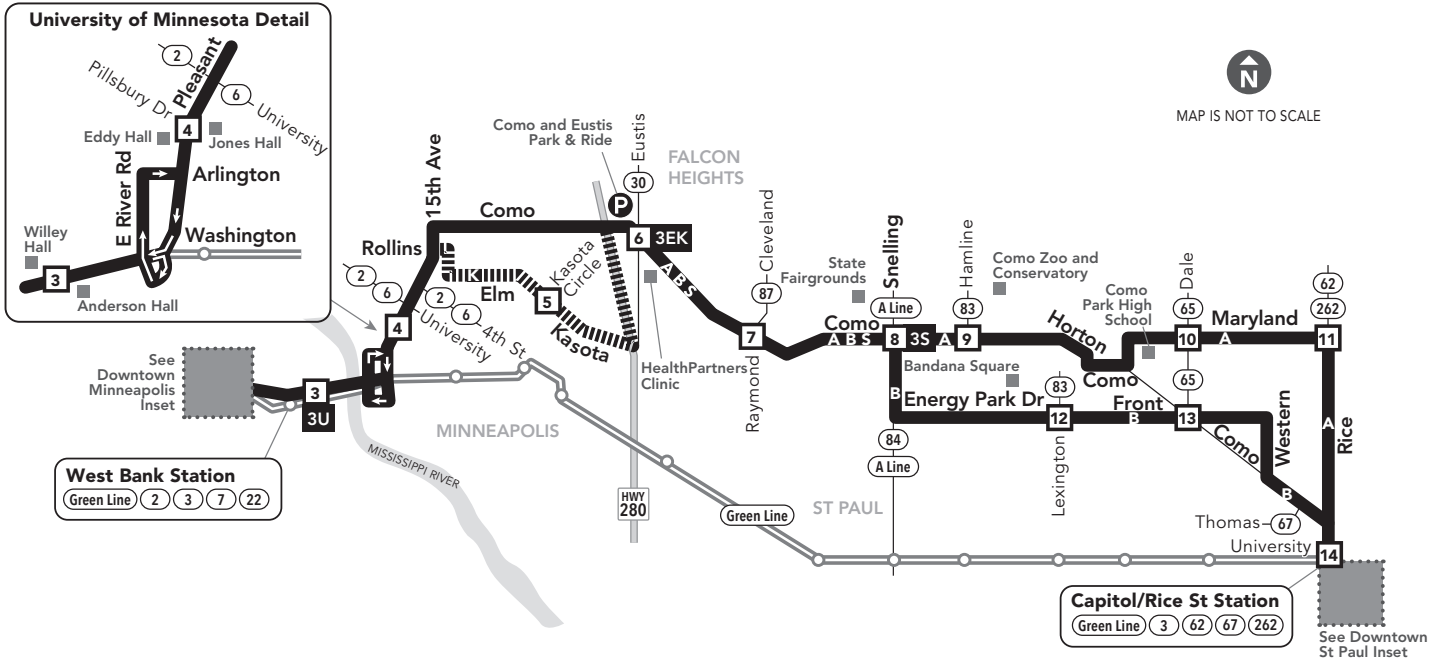 University of Minnesota Detail
2
Pleasant
Pillsbury Dr
6
University
4
Eddy Hall
Jones Hall
E River Rd
Arlington
Willey
Hall
Washington
3
Anderson Hall
N
MAP IS NOT TO SCALE
Como and Eustis
Park & Ride
Eustis
30
FALCON
HEIGHTS
P
15th Ave
Como
6
3EK
Rollins
K
Elm
Kasota
Circle
5
Kasota
2
6
2
6
University
4th St
4
A B S
HealthPartners
Clinic
Cleveland
87
7
Raymond
State
Fairgrounds
Snelling
A Line
Como
A B S
8
3S
A
9
Hamline
83
Como Zoo and
Conservatory
Bandana Square
Horton
Como
Park High
School
Como
Dale
65
10
Maryland
A
62
262
11
65
B
Energy Park Dr
83
12
Lexington
Front
B
13
Como
Western
B
A
Rice
84
A Line
See
Downtown
Minneapolis
Inset
3
3U
MINNEAPOLIS
MISSISSIPPI RIVER
HWY
280
Green Line
ST PAUL
Thomas
67
University
14
West Bank Station
Green Line 2 3 7 22
Capitol/Rice St Station
Green Line 3 62 67 262
See Downtown
St Paul Inset